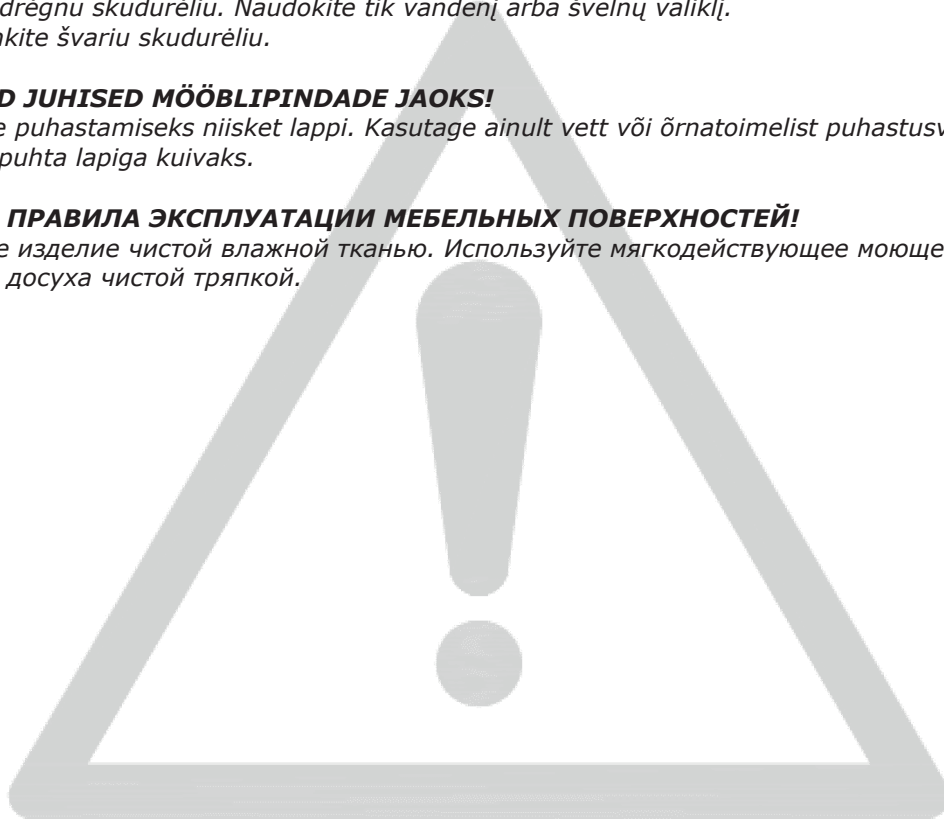 drėgnu skudurėliu. Naudokite tik vandenį arba švelnų valiklį.
kite švariu skudurėliu.
D JUHISED MÖÖBLIPINDADE JAOKS!
e puhastamiseks niisket lappi. Kasutage ainult vett või õrnatoimelist puhastusv
puhta lapiga kuivaks.
ПРАВИЛА ЭКСПЛУАТАЦИИ МЕБЕЛЬНЫХ ПОВЕРХНОСТЕЙ!
е изделие чистой влажной тканью. Используйте мягкодействующее моюще
досуха чистой тряпкой.